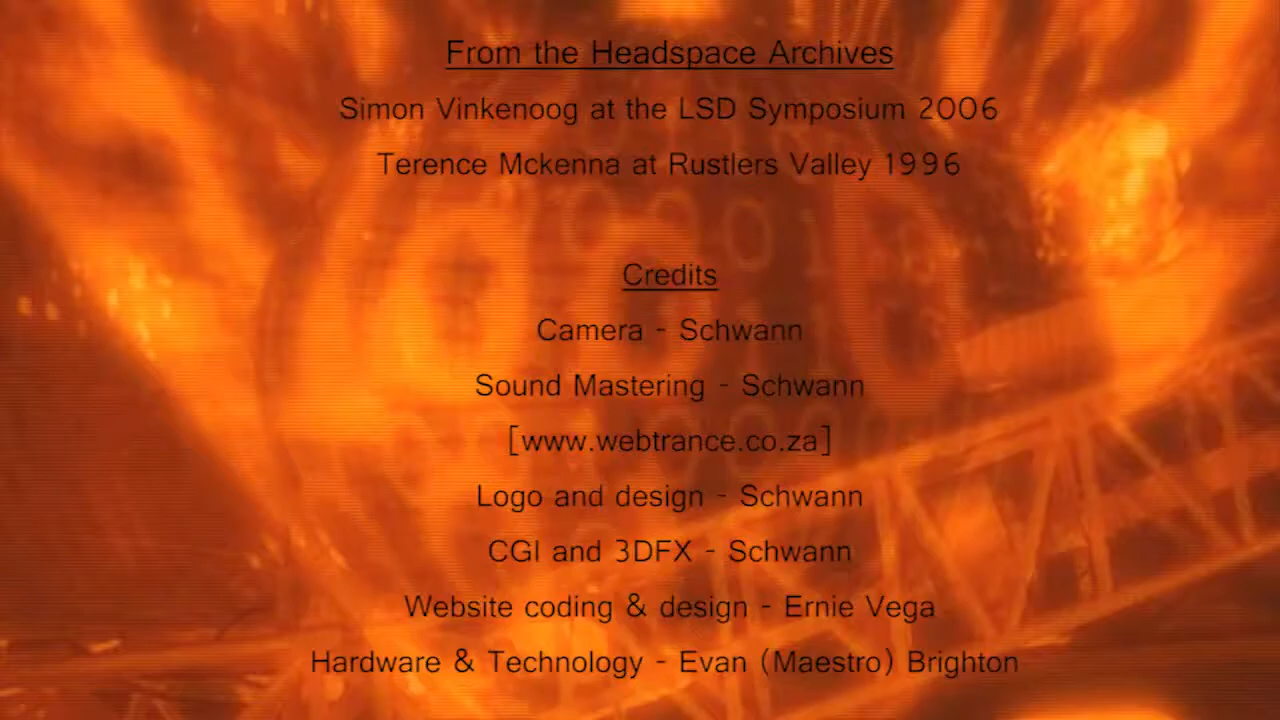 From the Headspace Archives
Simon Vinkenoog at the LSD Symposium 2006
Terence Mckenna at Rustlers Valley 1996
Credits
Camera - Schwann
Sound Mastering - Schwann
[www.webtrance.co.za]
Logo and design - Schwann
CGI and 3DFX - Schwann
Website coding & design - Ernie Vega
Hardware & Technology - Evan (Maestro) Brighton